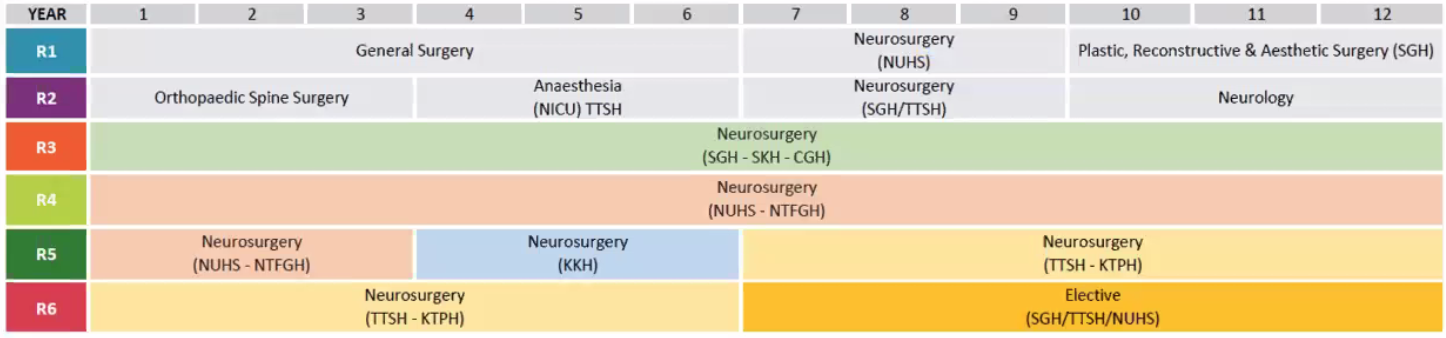 YEAR 1 2 3 4 5 6 7 8 9 10 11 12
R1
General Surgery
Neurosurgery
(NUHS)
Plastic, Reconstructive & Aesthetic Surgery (SGH)
R2
Orthopaedic Spine Surgery
Anaesthesia
(NICU) TTSH
Neurosurgery
(SGH/TTSH)
Neurology
R3
Neurosurgery
(SGH - SKH - CGH)
R4
Neurosurgery
(NUHS - NTFGH)
R5
Neurosurgery
(NUHS - NTFGH)
Neurosurgery
(KKH)
Neurosurgery
(TTSH - KTPH)
R6
Neurosurgery
(TTSH - KTPH)
Elective
(SGH/TTSH/NUHS)